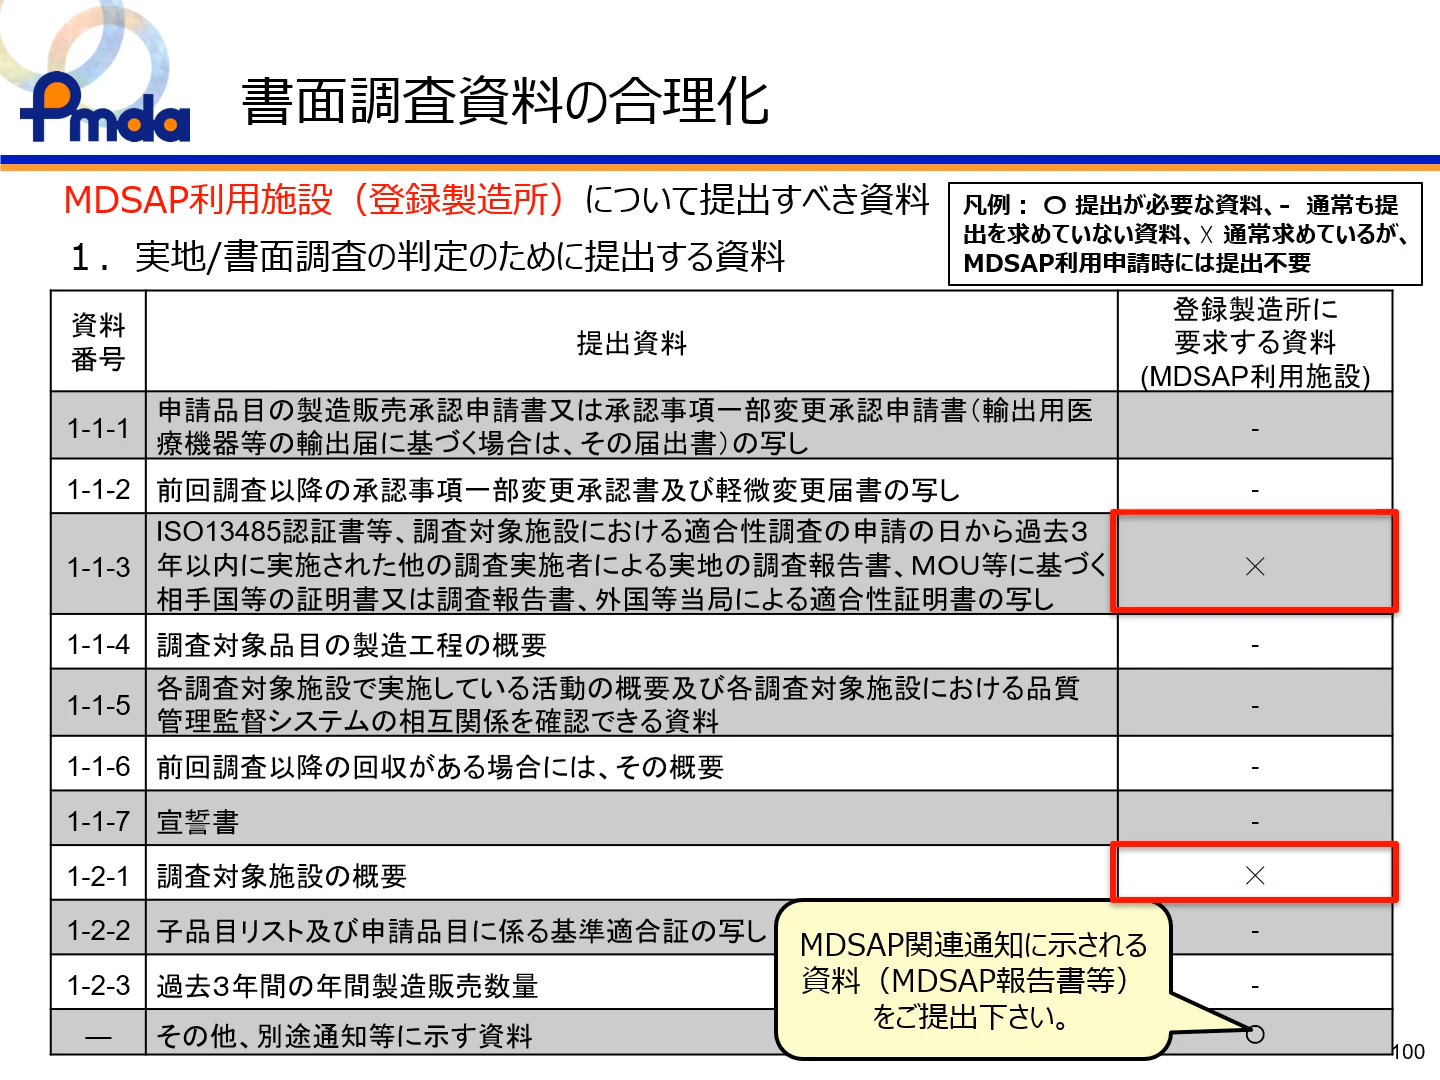 pmda
書面調査資料の合理化
MDSAP利用施設（登録製造所）について提出すべき資料
１．実地/書面調査の判定のために提出する資料
凡例： 〇 提出が必要な資料、- 通常も提
出を求めていない資料、☓ 通常求めているが、
MDSAP利用申請時には提出不要
資料
番号
提出資料
登録製造所に
要求する資料
(MDSAP利用施設)
1-1-1
申請品目の製造販売承認申請書又は承認事項一部変更承認申請書（輸出用医
療機器等の輸出届に基づく場合は、その届出書）の写し
-
1-1-2
前回調査以降の承認事項一部変更承認書及び軽微変更届書の写し
-
1-1-3
ISO13485認証書等、調査対象施設における適合性調査の申請の日から過去３
年以内に実施された他の調査実施者による実地の調査報告書、ＭＯＵ等に基づく
相手国等の証明書又は調査報告書、外国等当局による適合性証明書の写し
×
1-1-4
調査対象品目の製造工程の概要
-
1-1-5
各調査対象施設で実施している活動の概要及び各調査対象施設における品質
管理監督システムの相互関係を確認できる資料
-
1-1-6
前回調査以降の回収がある場合には、その概要
-
1-1-7
宣誓書
-
1-2-1
調査対象施設の概要
×
1-2-2
子品目リスト及び申請品目に係る基準適合証の写し
-
1-2-3
過去３年間の年間製造販売数量
-
―
その他、別途通知等に示す資料
〇
MDSAP関連通知に示される
資料（MDSAP報告書等）
をご提出下さい。
100